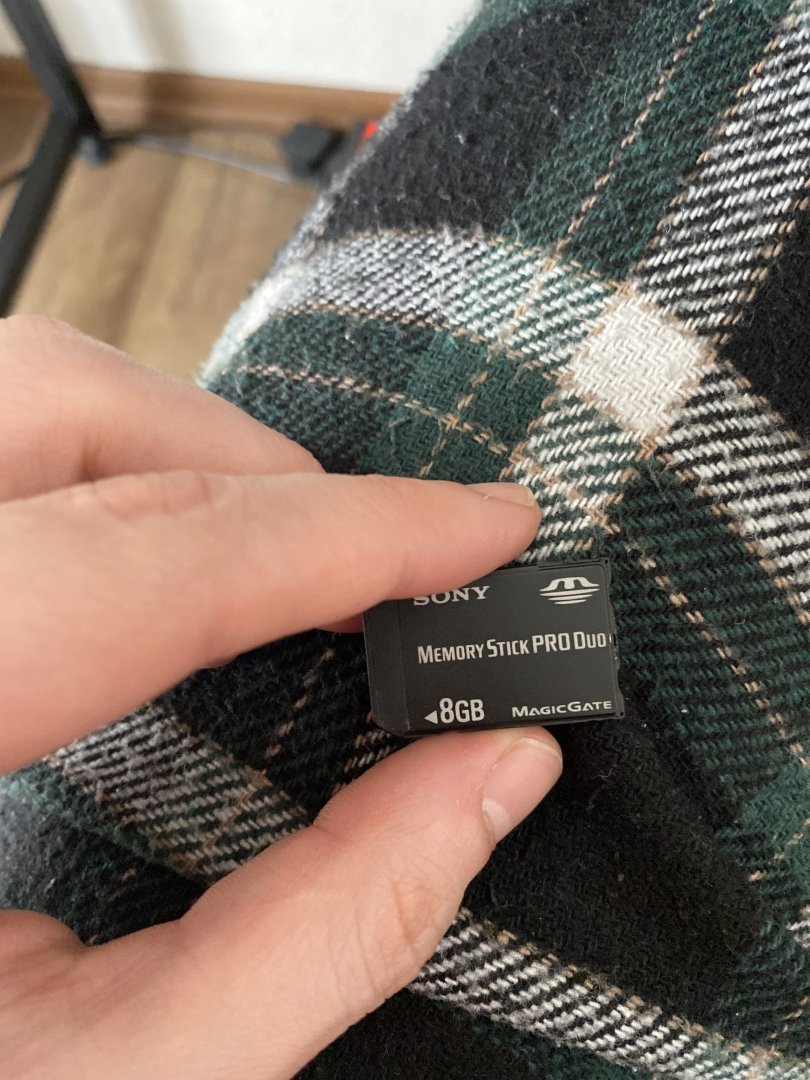 SONY
MEMORY STICK PRO DUO
◄8GB MAGICGATE